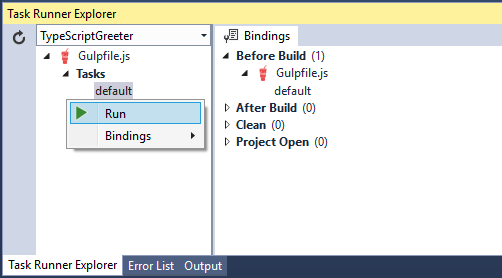 Task Runner Explorer
TypeScriptGreeter
Gulpfile.js
Tasks
default
Run
Bindings
Bindings
Before Build (1)
Gulpfile.js
default
After Build (0)
Clean (0)
Project Open (0)
Task Runner Explorer Error List Output